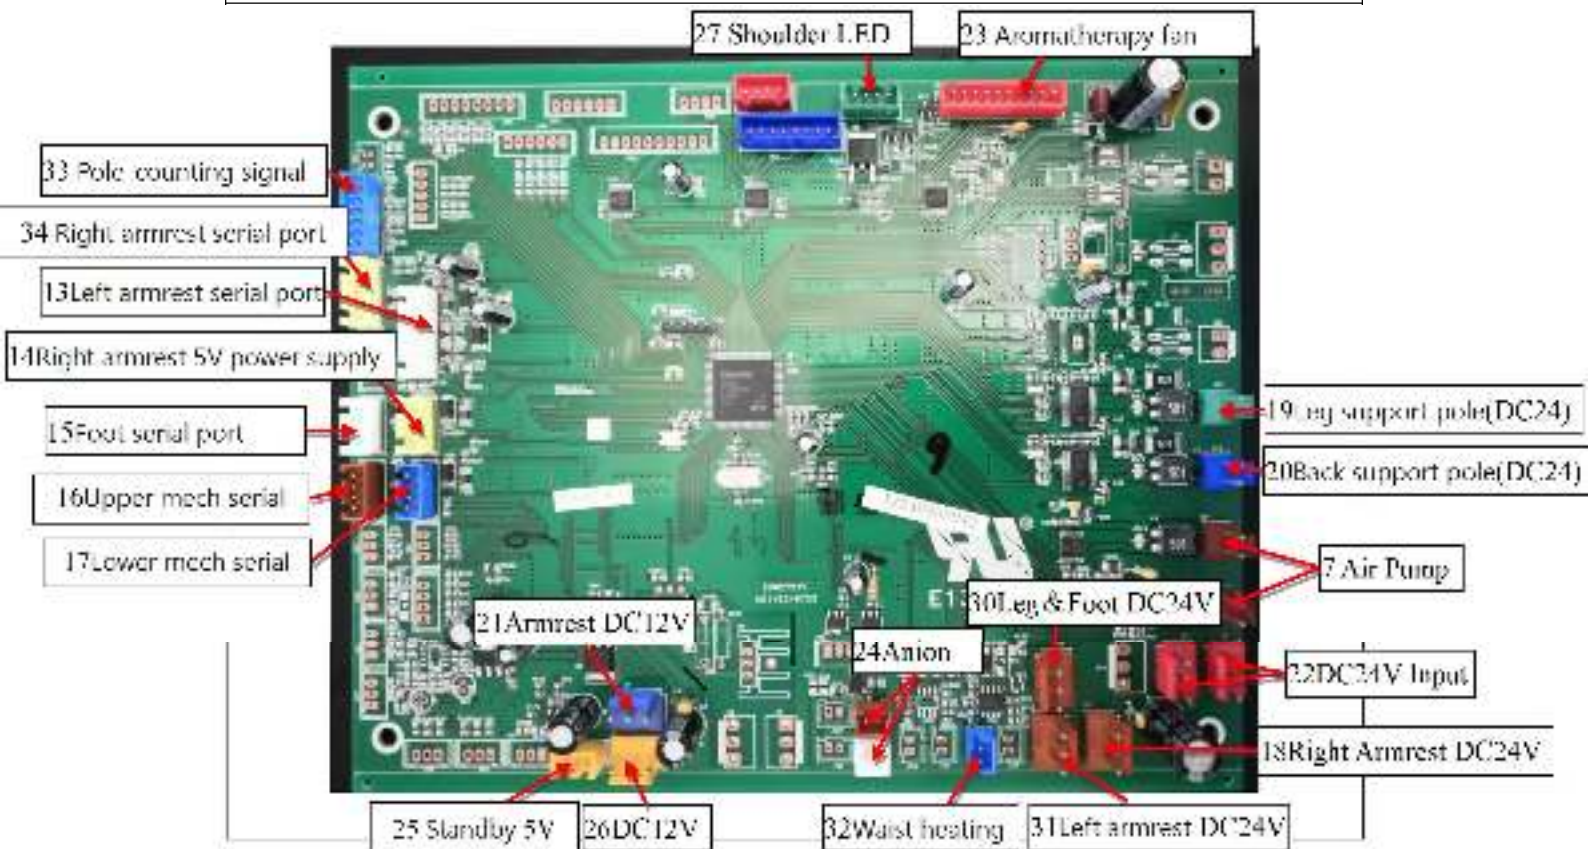 27 Shoulder LED
23 Aromatherapy fan
33 Pole counting signal
34 Right armrest serial port
13Left armrest serial port
14Right armrest 5V power supply
15Foot serial port
16Upper mech serial
17Lower mech serial
19Leg support pole(DC24)
20Back support pole(DC24)
9
7 Air Pump
E13
30Leg&Foot DC24V
21Armrest DC12V
24Anion
22DC24V Input
18Right Armrest DC24V
25 Standby 5V
26DC12V
32Waist heating
31Left armrest DC24V